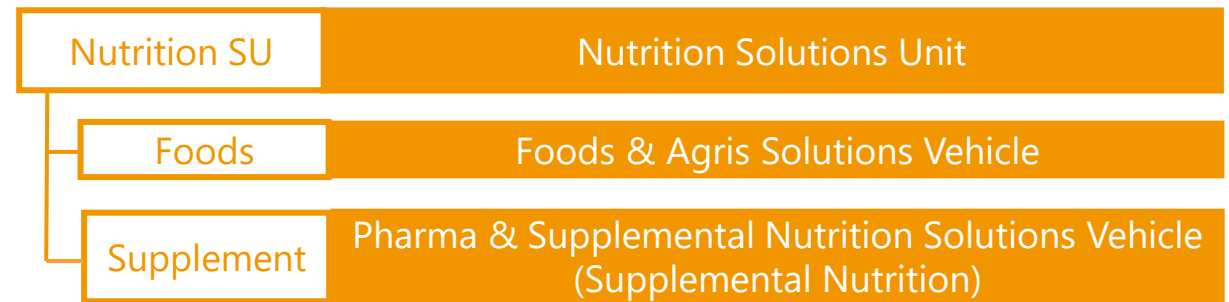 Nutrition SU
Nutrition Solutions Unit
Foods
Foods & Agris Solutions Vehicle
Supplement
Pharma & Supplemental Nutrition Solutions Vehicle
(Supplemental Nutrition)